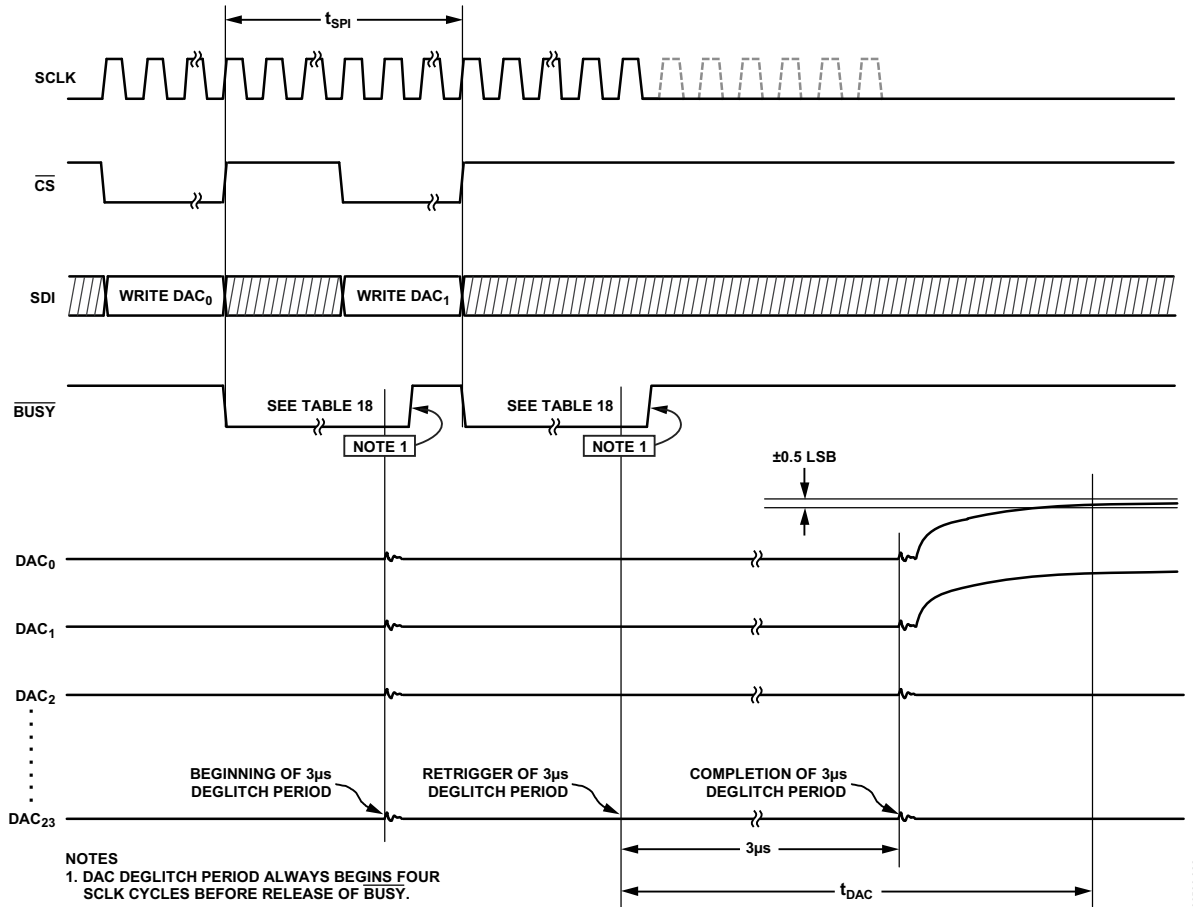 tSPI
SCLK
CS
SDI
WRITE DAC0
WRITE DAC1
BUSY
SEE TABLE 18
SEE TABLE 18
NOTE 1
NOTE 1
±0.5 LSB
DAC0
DAC1
DAC2
BEGINNING OF 3µs
DEGLITCH PERIOD
RETRIGGER OF 3µs
DEGLITCH PERIOD
COMPLETION OF 3µs
DEGLITCH PERIOD
DAC23
3µs
NOTES
1. DAC DEGLITCH PERIOD ALWAYS BEGINS FOUR
SCLK CYCLES BEFORE RELEASE OF BUSY.
tDAC